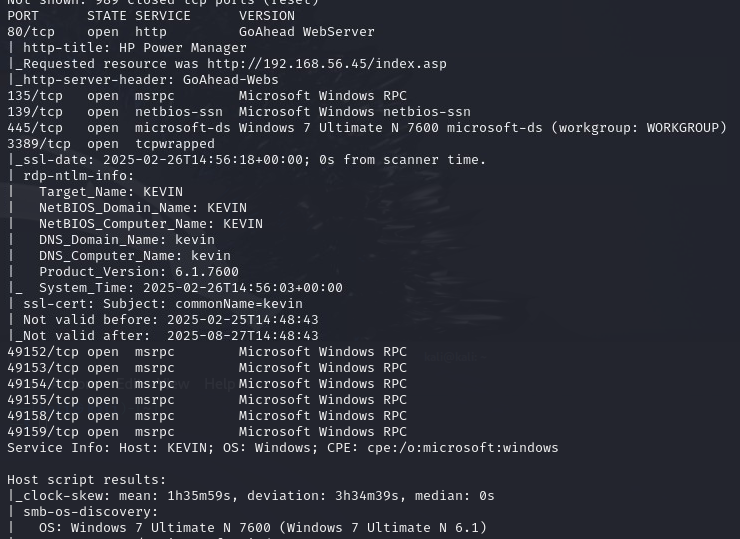 Not shown: 989 closed tcp ports (reset)
PORT      STATE SERVICE      VERSION
80/tcp    open  http         GoAhead WebServer
| http-title: HP Power Manager
|_Requested resource was http://192.168.56.45/index.asp
|_http-server-header: GoAhead-Webs
135/tcp   open  msrpc        Microsoft Windows RPC
139/tcp   open  netbios-ssn  Microsoft Windows netbios-ssn
445/tcp   open  microsoft-ds Windows 7 Ultimate N 7600 microsoft-ds (workgroup: WORKGROUP)
3389/tcp  open  tcpwrapped
|_ssl-date: 2025-02-26T14:56:18+00:00; 0s from scanner time.
| rdp-ntlm-info:
|   Target_Name: KEVIN
|   NetBIOS_Domain_Name: KEVIN
|   NetBIOS_Computer_Name: KEVIN
|   DNS_Domain_Name: kevin
|   DNS_Computer_Name: kevin
|   Product_Version: 6.1.7600
|_  System_Time: 2025-02-26T14:56:03+00:00
| ssl-cert: Subject: commonName=kevin
| Not valid before: 2025-02-25T14:48:43
|_Not valid after:  2025-08-27T14:48:43
49152/tcp open  msrpc        Microsoft Windows RPC
49153/tcp open  msrpc        Microsoft Windows RPC
49154/tcp open  msrpc        Microsoft Windows RPC
49155/tcp open  msrpc        Microsoft Windows RPC
49158/tcp open  msrpc        Microsoft Windows RPC
49159/tcp open  msrpc        Microsoft Windows RPC
Service Info: Host: KEVIN; OS: Windows; CPE: cpe:/o:microsoft:windows

Host script results:
|_clock-skew: mean: 1h35m59s, deviation: 3h34m39s, median: 0s
| smb-os-discovery:
|   OS: Windows 7 Ultimate N 7600 (Windows 7 Ultimate N 6.1)